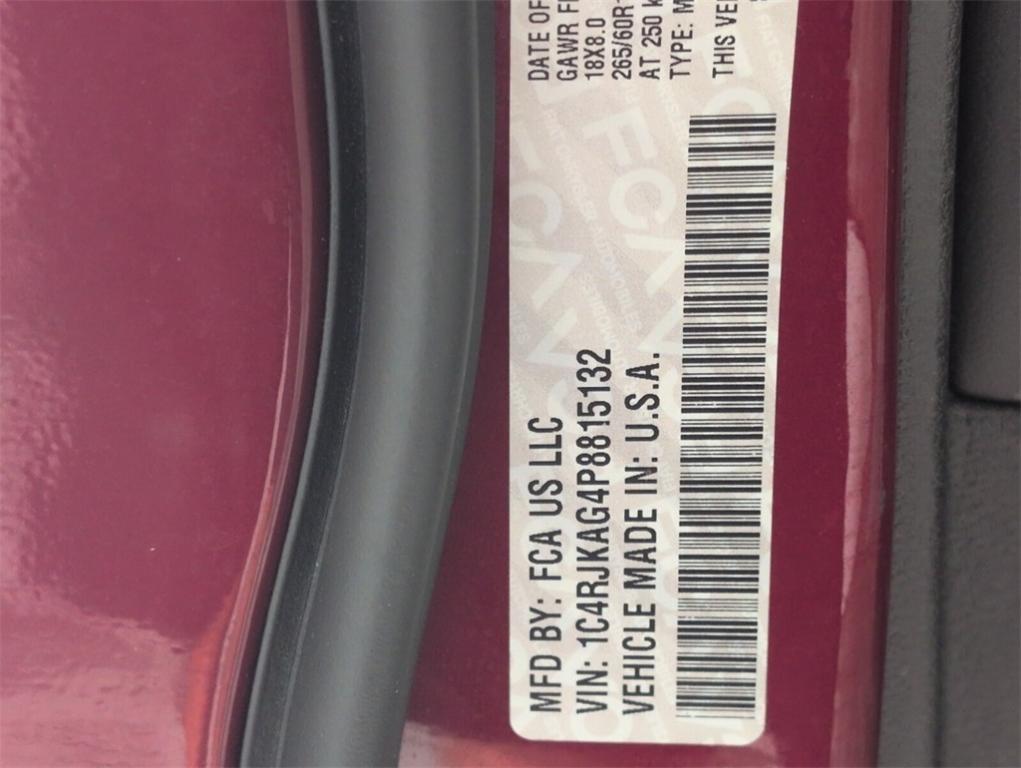 MFD BY: FCA US LLC
VIN: 1C4RJKAG4P8815132
VEHICLE MADE IN: U.S.A.
DATE OF
GAWR
18X8.0
265/60R
AT 250
TYPE:
THIS
FCA